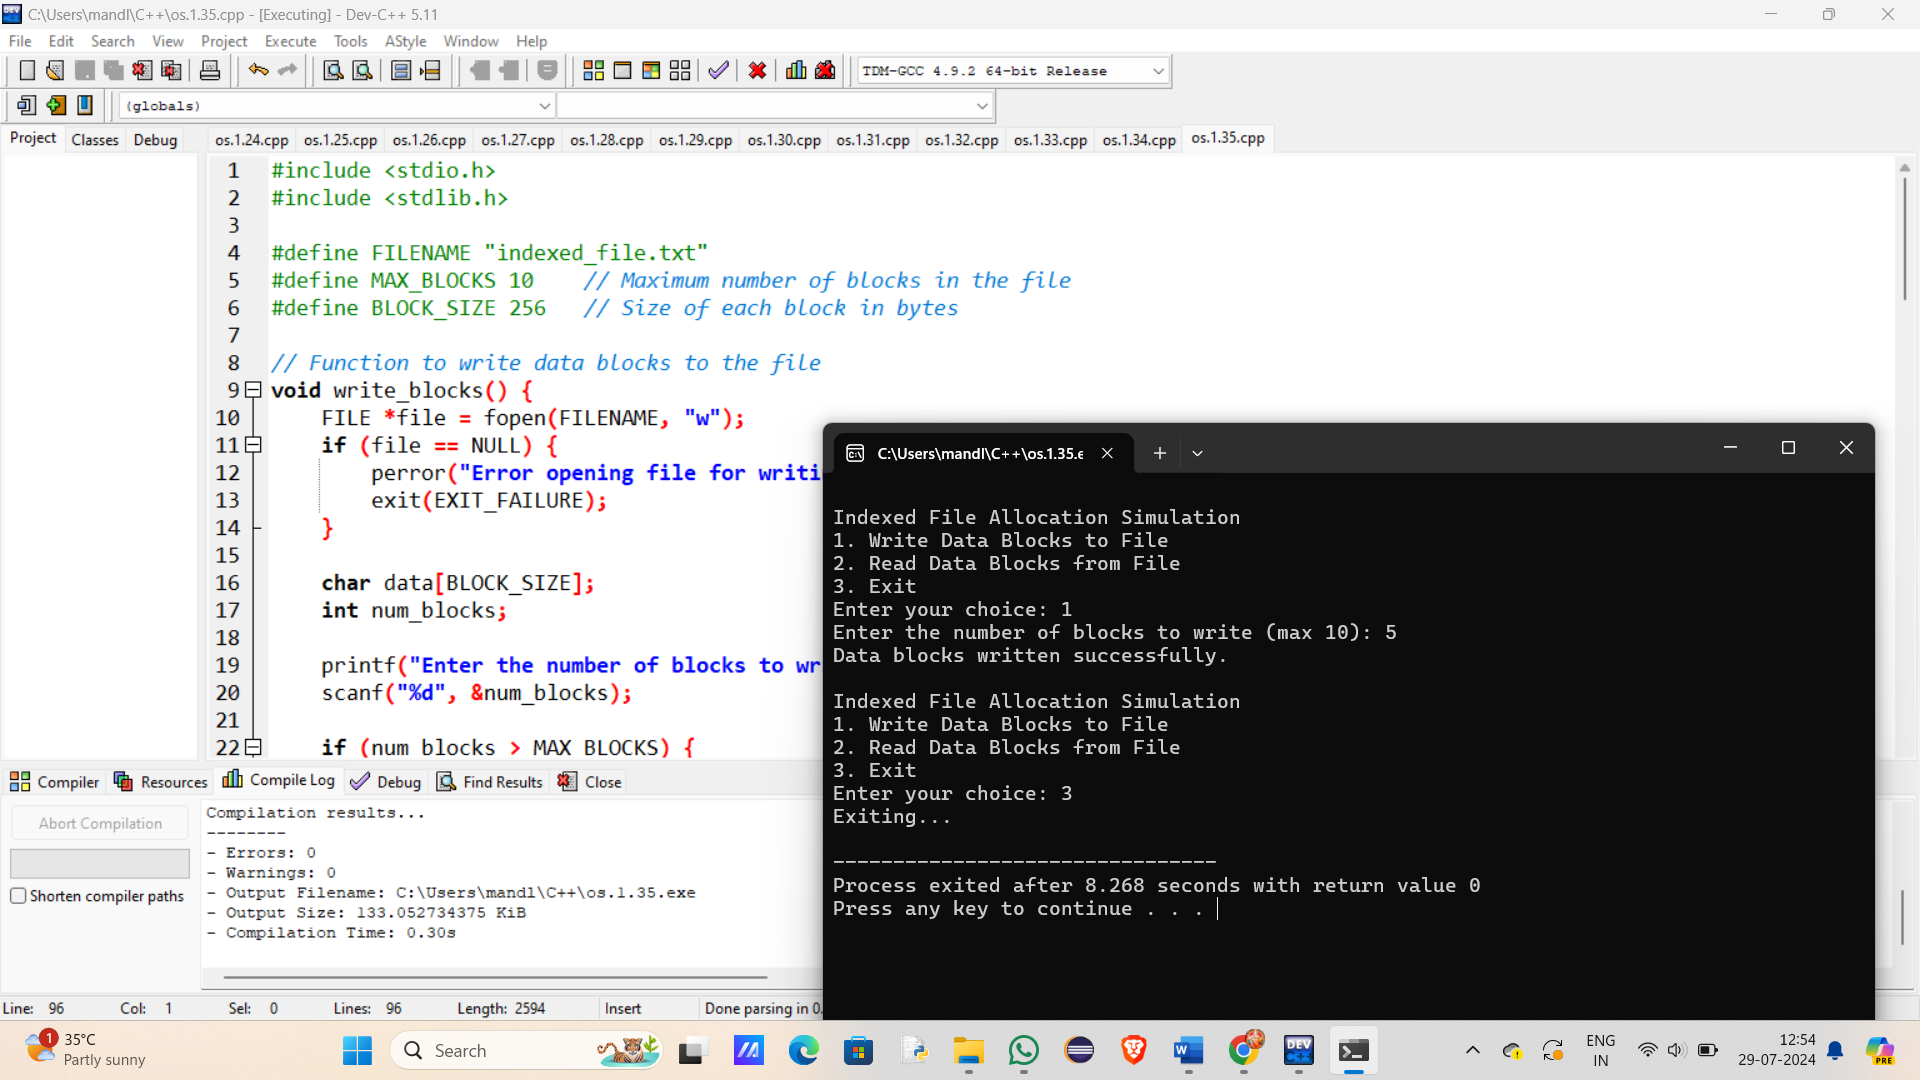 C:\Users\mandl\C++\os.1.35.cpp - [Executing] - Dev-C++ 5.11
File Edit Search View Project Execute Tools AStyle Window Help
TDM-GCC 4.9.2 64-bit Release
(globals)
Project Classes Debug os.1.24.cpp os.1.25.cpp os.1.26.cpp os.1.27.cpp os.1.28.cpp os.1.29.cpp os.1.30.cpp os.1.31.cpp os.1.32.cpp os.1.33.cpp os.1.34.cpp os.1.35.cpp
1 #include <stdio.h>
2 #include <stdlib.h>
3
4 #define FILENAME "indexed_file.txt"
5 #define MAX_BLOCKS 10 // Maximum number of blocks in the file
6 #define BLOCK_SIZE 256 // Size of each block in bytes
7
8 // Function to write data blocks to the file
9 void write_blocks() {
10 FILE *file = fopen(FILENAME, "w");
11 if (file == NULL) {
12 perror("Error opening file for writi
13 exit(EXIT_FAILURE);
14 }
15
16 char data[BLOCK_SIZE];
17 int num_blocks;
18
19 printf("Enter the number of blocks to wr
20 scanf("%d", &num_blocks);
21
22 if (num_blocks > MAX_BLOCKS) {
C:\Users\mandl\C++\os.1.35.e
Indexed File Allocation Simulation
1. Write Data Blocks to File
2. Read Data Blocks from File
3. Exit
Enter your choice: 1
Enter the number of blocks to write (max 10): 5
Data blocks written successfully.
Indexed File Allocation Simulation
1. Write Data Blocks to File
2. Read Data Blocks from File
3. Exit
Enter your choice: 3
Exiting...
--------------------------------
Process exited after 8.268 seconds with return value 0
Press any key to continue . . .
Compiler Resources Compile Log Debug Find Results Close
Abort Compilation
Shorten compiler paths
Compilation results...
--------
- Errors: 0
- Warnings: 0
- Output Filename: C:\Users\mandl\C++\os.1.35.exe
- Output Size: 133.052734375 KiB
- Compilation Time: 0.30s
Line: 96 Col: 1 Sel: 0 Lines: 96 Length: 2594 Insert Done parsing in 0.
1
35°C
Partly sunny
Search
W
DEV
C++
PRE
ENG
IN
12:54
29-07-2024